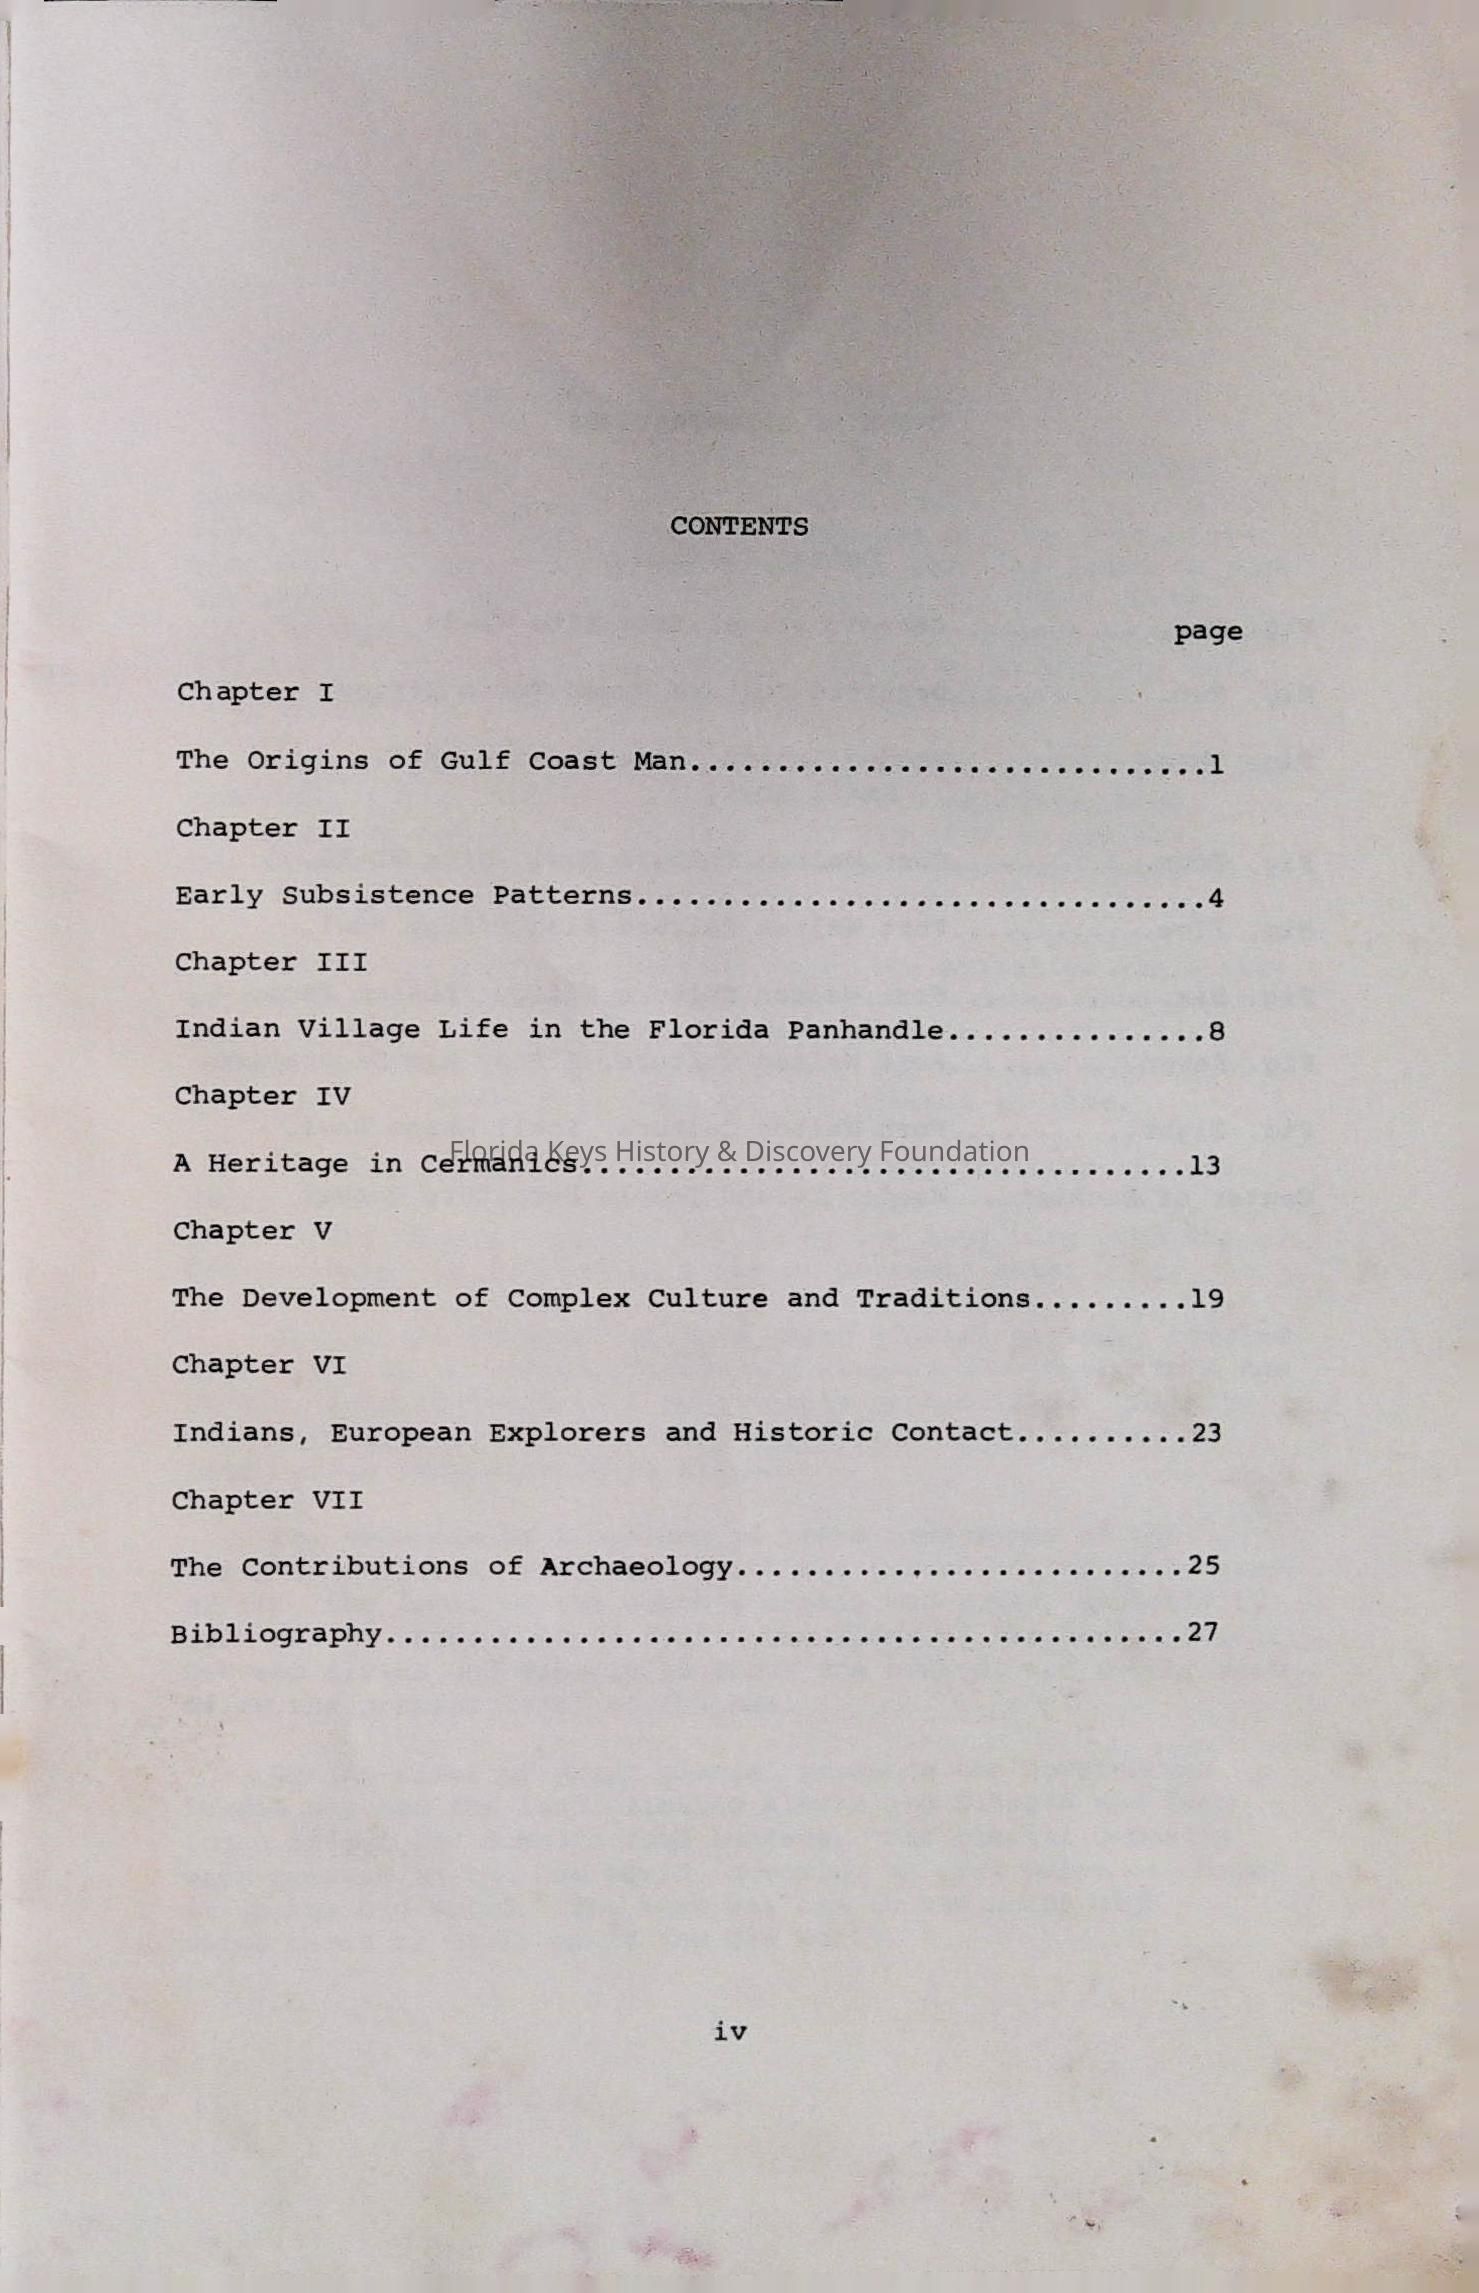 CONTENTS
page
Chapter I
The Origins of Gulf Coast Man..............................1
Chapter II
Early Subsistence Patterns.................................4
Chapter III
Indian Village Life in the Florida Panhandle...............8
Chapter IV
Florida Keys History & Discovery Foundation
A Heritage in Cermanics...................................13
Chapter V
The Development of Complex Culture and Traditions.........19
Chapter VI
Indians, European Explorers and Historic Contact..........23
Chapter VII
The Contributions of Archaeology..........................25
Bibliography..............................................27
iv